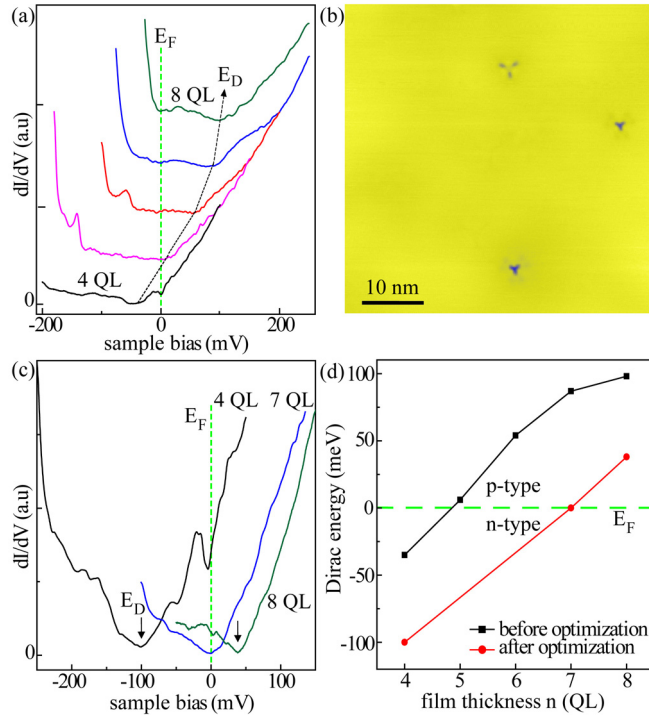 (a)
E_F
E_D
8 QL
4 QL
dI/dV (a.u)
0
-200 -100 0 100 200
sample bias (mV)
(b)
10 nm
(c)
E_F
4 QL 7 QL
E_D
8 QL
dI/dV (a.u)
0
-200 -100 0 100
sample bias (mV)
(d)
Dirac energy (meV)
100
50
0
-50
-100
p-type
n-type
E_F
before optimization
after optimization
4 5 6 7 8
film thickness n (QL)